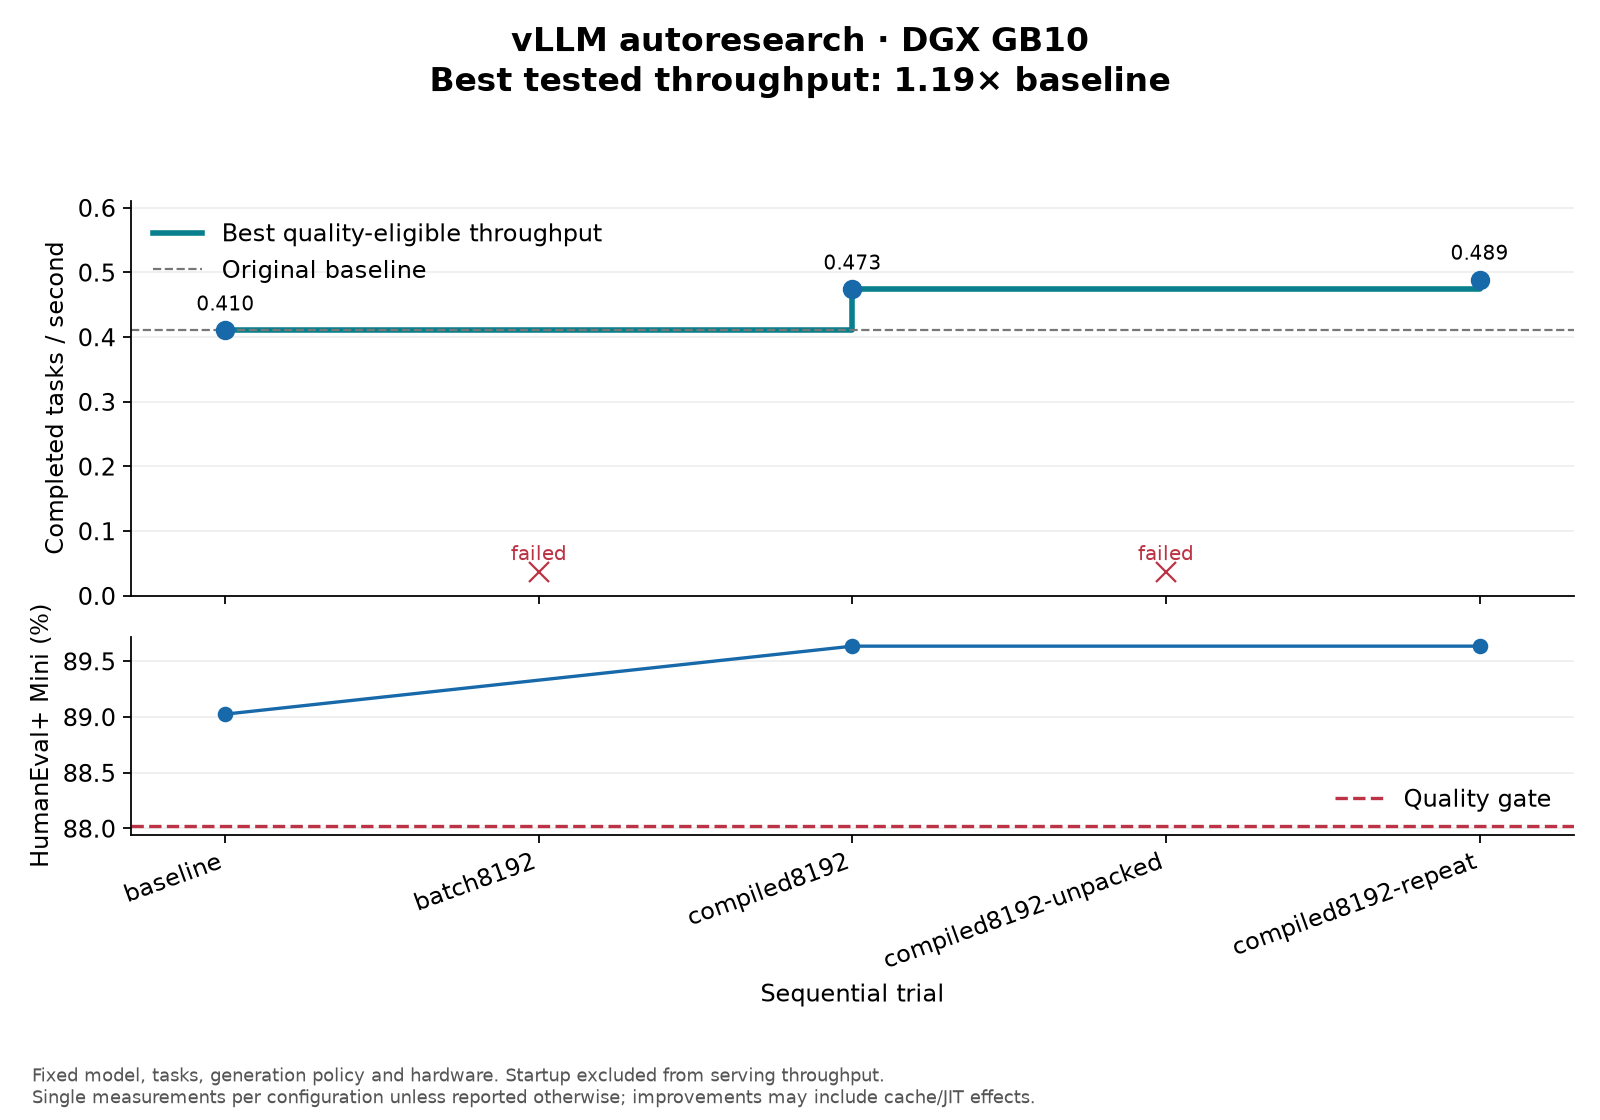 vLLM autoresearch · DGX GB10
Best tested throughput: 1.19× baseline
Completed tasks / second
0.6
0.5
0.4
0.3
0.2
0.1
0.0
Best quality-eligible throughput
Original baseline
0.410
0.473
0.489
failed
failed
HumanEval+ Mini (%)
89.5
89.0
88.5
88.0
Quality gate
baseline
batch8192
compiled8192
compiled8192-unpacked
compiled8192-repeat
Sequential trial
Fixed model, tasks, generation policy and hardware. Startup excluded from serving throughput.
Single measurements per configuration unless reported otherwise; improvements may include cache/JIT effects.